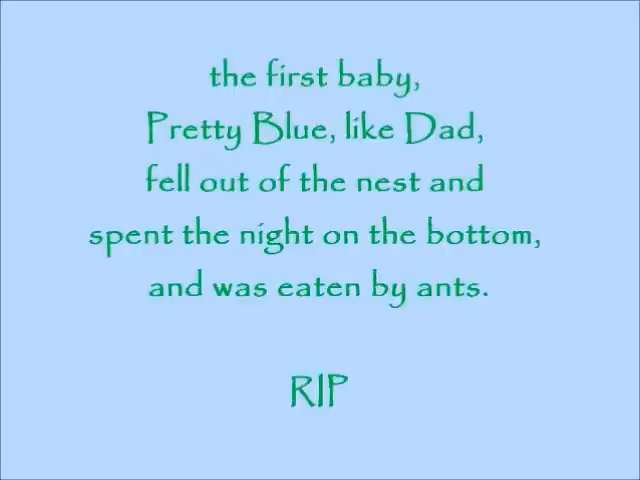 the first baby,
Pretty Blue, like Dad,
fell out of the nest and
spent the night on the bottom,
and was eaten by ants.
RIP